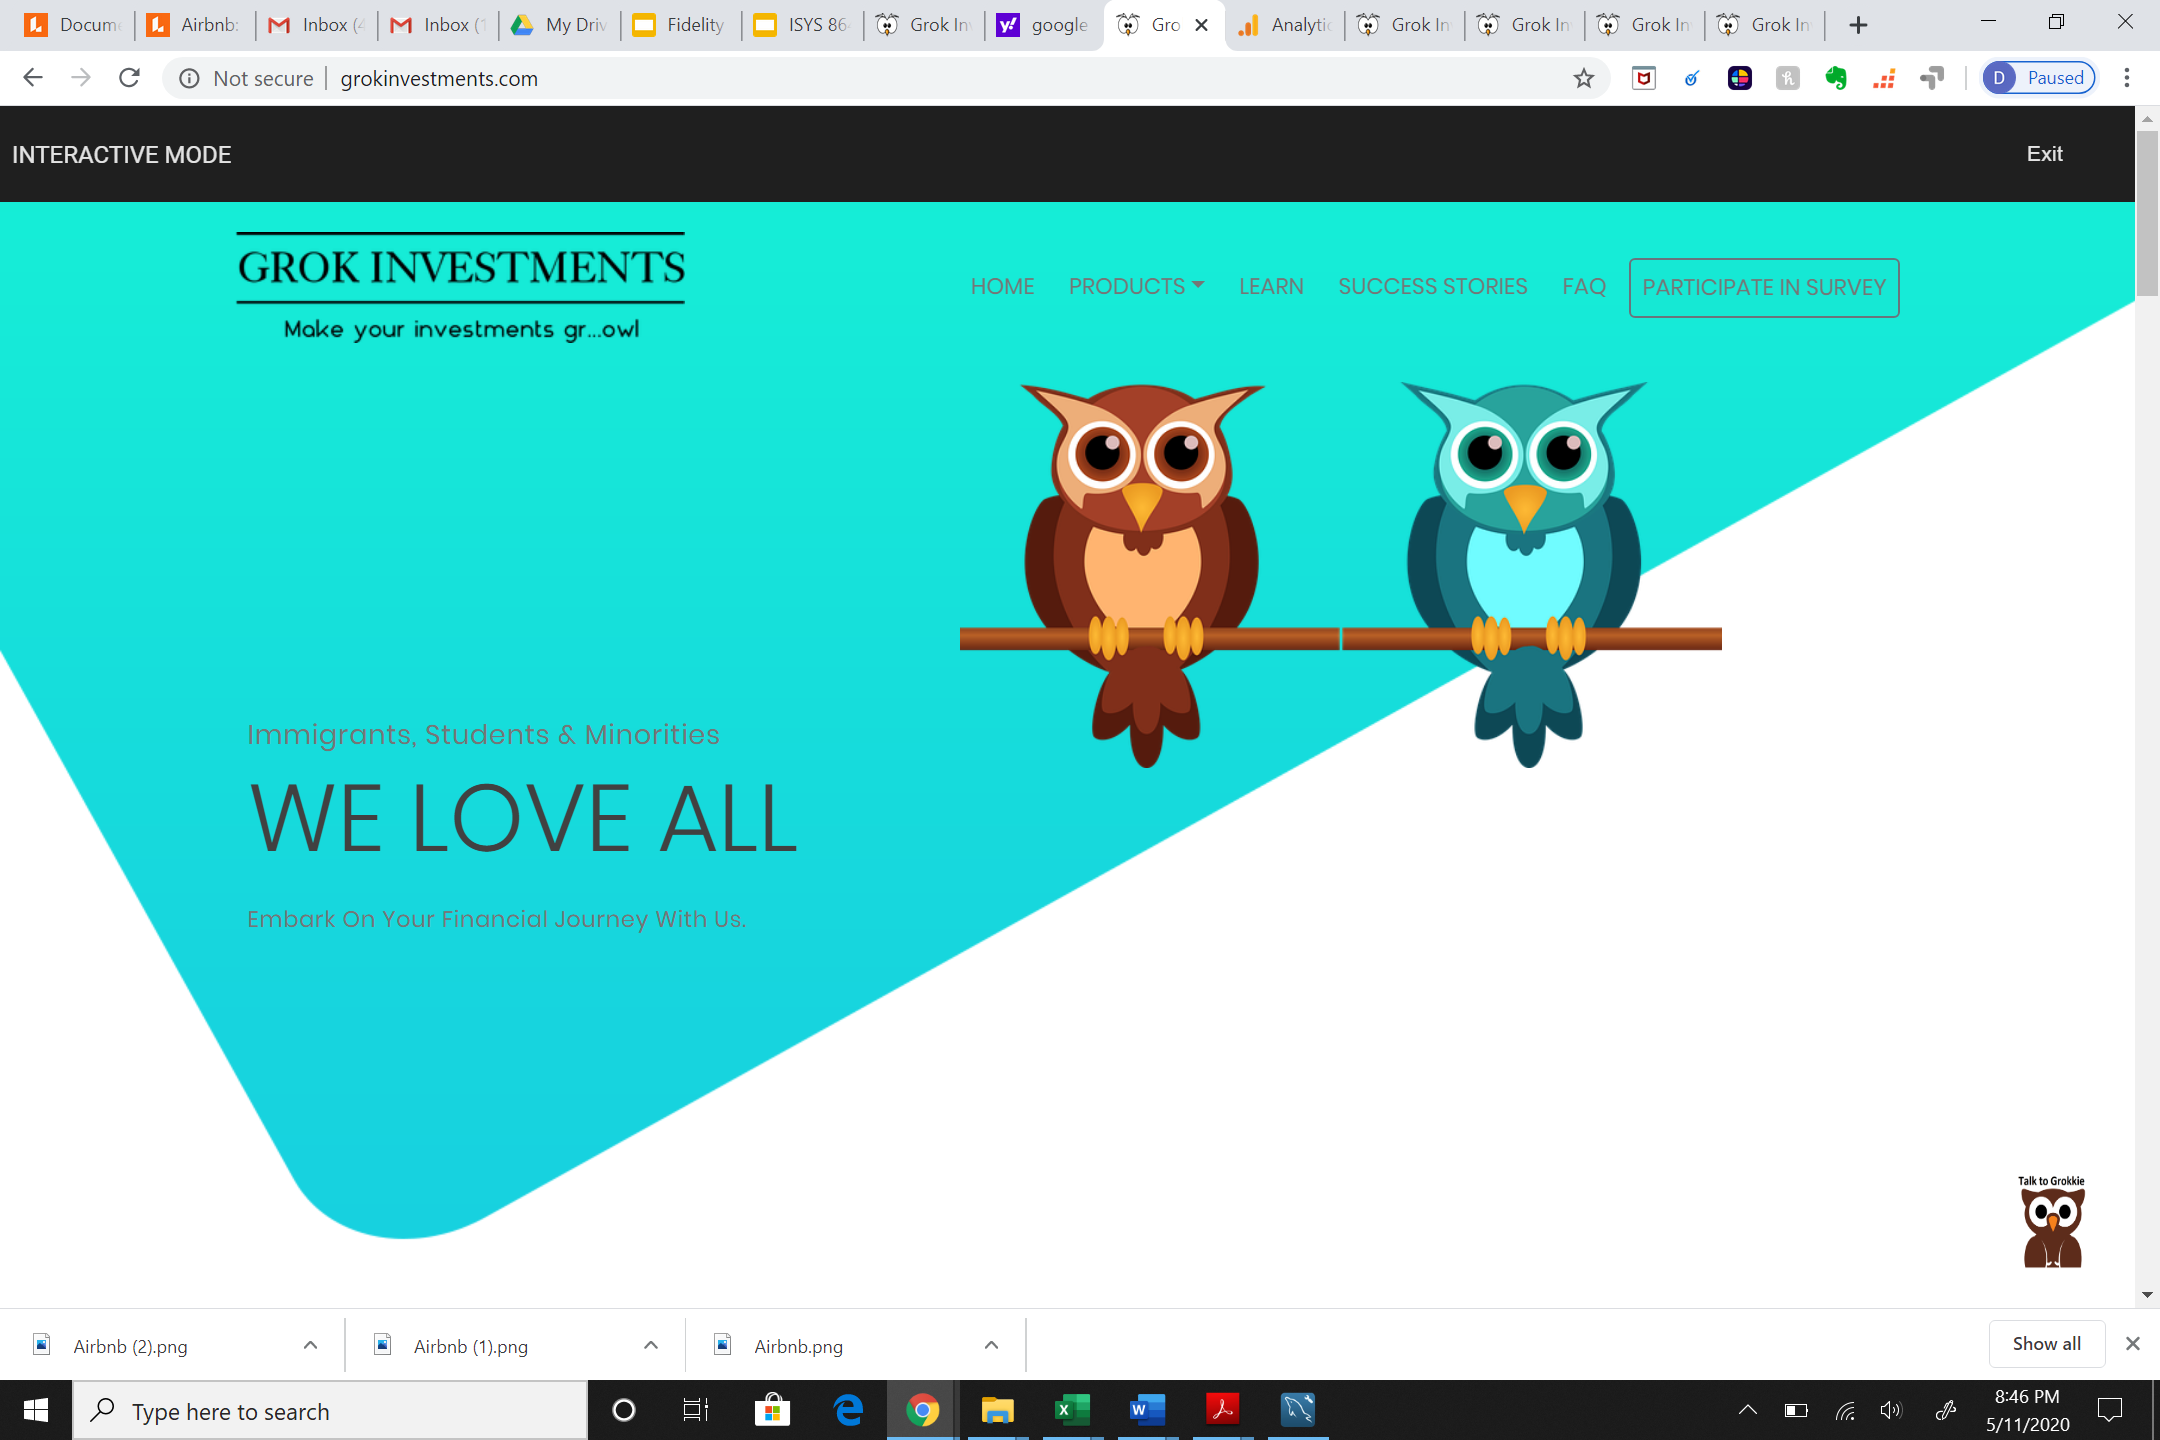 Docum
Airbnb:
Inbox (4
Inbox (1
My Driv
Fidelity
ISYS 86
Grok In
google
Gro
Analytic
Grok In
Grok In
Grok In
Grok In
Not secure
grokinvestments.com
D Paused
INTERACTIVE MODE
Exit
GROK INVESTMENTS
Make your investments gr...owl
HOME PRODUCTS LEARN SUCCESS STORIES FAQ PARTICIPATE IN SURVEY
Immigrants, Students & Minorities
WE LOVE ALL
Embark On Your Financial Journey With Us.
Talk to Grokkie
Airbnb (2).png
Airbnb (1).png
Airbnb.png
Show all
Type here to search
8:46 PM
5/11/2020